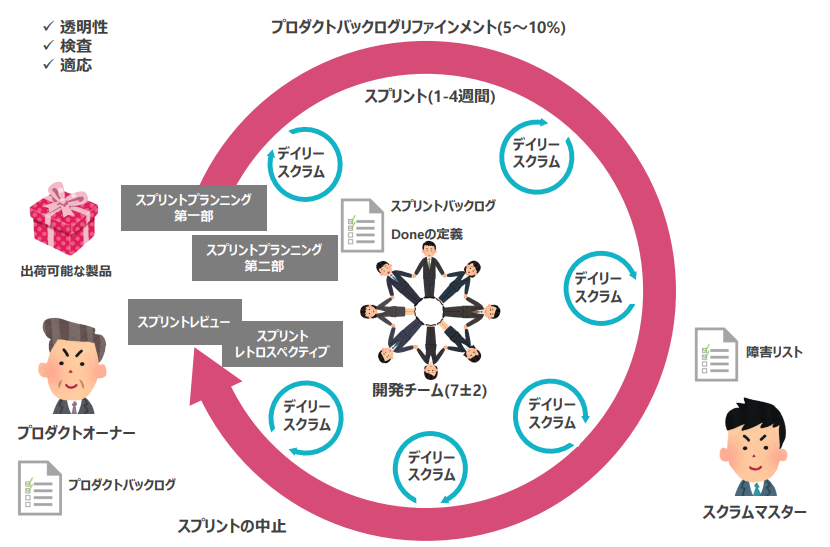 ✓ 透明性
✓ 検査
✓ 適応
プロダクトバックログリファインメント(5～10%)
スプリント(1-4週間)
デイリー
スクラム
デイリー
スクラム
スプリントプランニング
第一部
スプリントバックログ
Doneの定義
スプリントプランニング
第二部
出荷可能な製品
デイリー
スクラム
スプリントレビュー
スプリント
レトロスペクティブ
障害リスト
開発チーム(7±2)
デイリー
スクラム
デイリー
スクラム
プロダクトオーナー
デイリー
スクラム
プロダクトバックログ
スクラムマスター
スプリントの中止